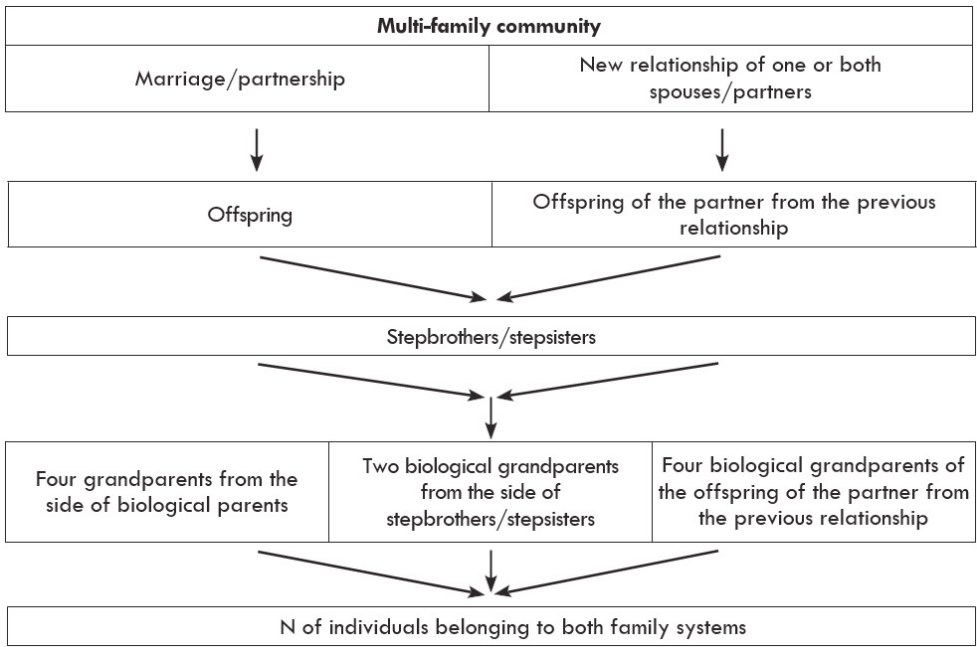 Multi-family community
Marriage/partnership
New relationship of one or both
spouses/partners
Offspring
Offspring of the partner from the previous
relationship
Stepbrothers/stepsisters
Four grandparents from the
side of biological parents
Two biological grandparents
from the side of
stepbrothers/stepsisters
Four biological grandparents of
the offspring of the partner from
the previous relationship
N of individuals belonging to both family systems